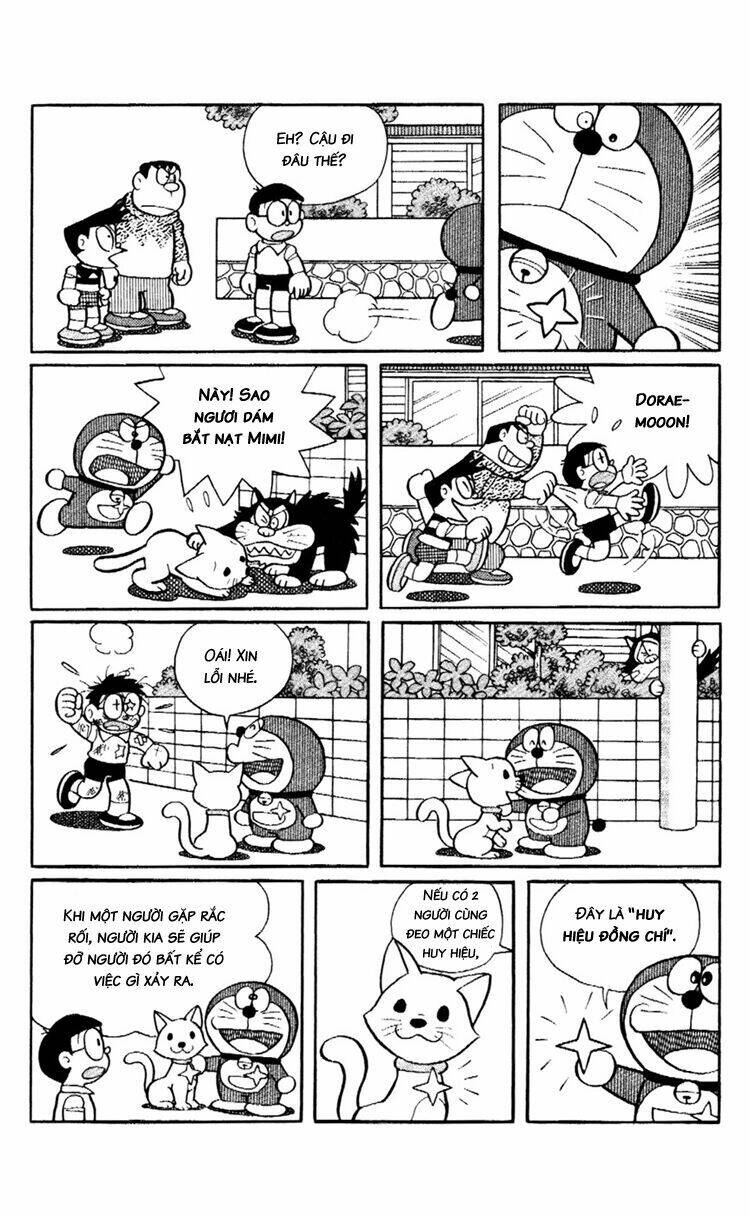 EH? CẬU ĐI
ĐÂU THẾ?
DORAE-
MOOON!
NÀY! SAO
NGƯƠI DÁM
BẮT NẠT MIMI!
OÁI! XIN
LỖI NHÉ.
ĐÂY LÀ "HUY
HIỆU ĐỒNG CHÍ".
NẾU CÓ 2
NGƯỜI CÙNG
ĐEO MỘT CHIẾC
HUY HIỆU,
KHI MỘT NGƯỜI GẶP RẮC
RỐI, NGƯỜI KIA SẼ GIÚP
ĐỠ NGƯỜI ĐÓ BẤT KỂ CÓ
VIỆC GÌ XẢY RA.